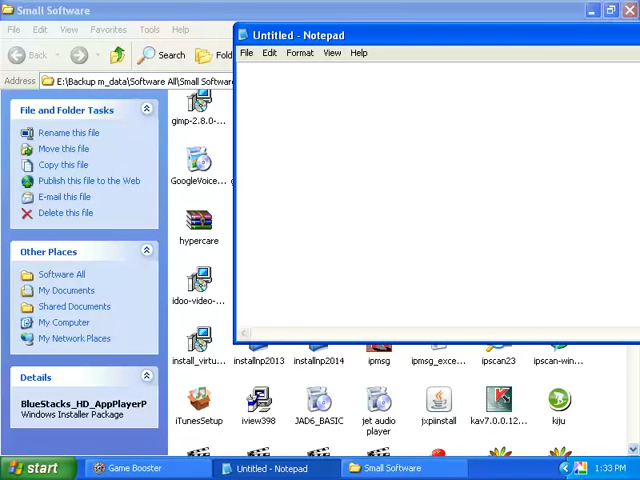 Small Software
File Edit View Favorites Tools Help
Back Search Fold
Address E:\Backup m_data\Software All\Small Software
Untitled - Notepad
File Edit Format View Help
File and Folder Tasks
Rename this file
Move this file
Copy this file
Publish this file to the Web
E-mail this file
Delete this file
Other Places
Software All
My Documents
Shared Documents
My Computer
My Network Places
Details
BlueStacks_HD_AppPlayerP
Windows Installer Package
gimp-2.8.0-...
GoogleVoice...
hypercare
idoo-video-...
install_virtu... installnp2013 installnp2014 ipmsg ipmsg_exce... ipscan23 ipscan-win...
iTunesSetup iview398 JAD6_BASIC jet audio player jxpiinstall kav7.0.0.12... kiju
start Game Booster Untitled - Notepad Small Software 1:33 PM